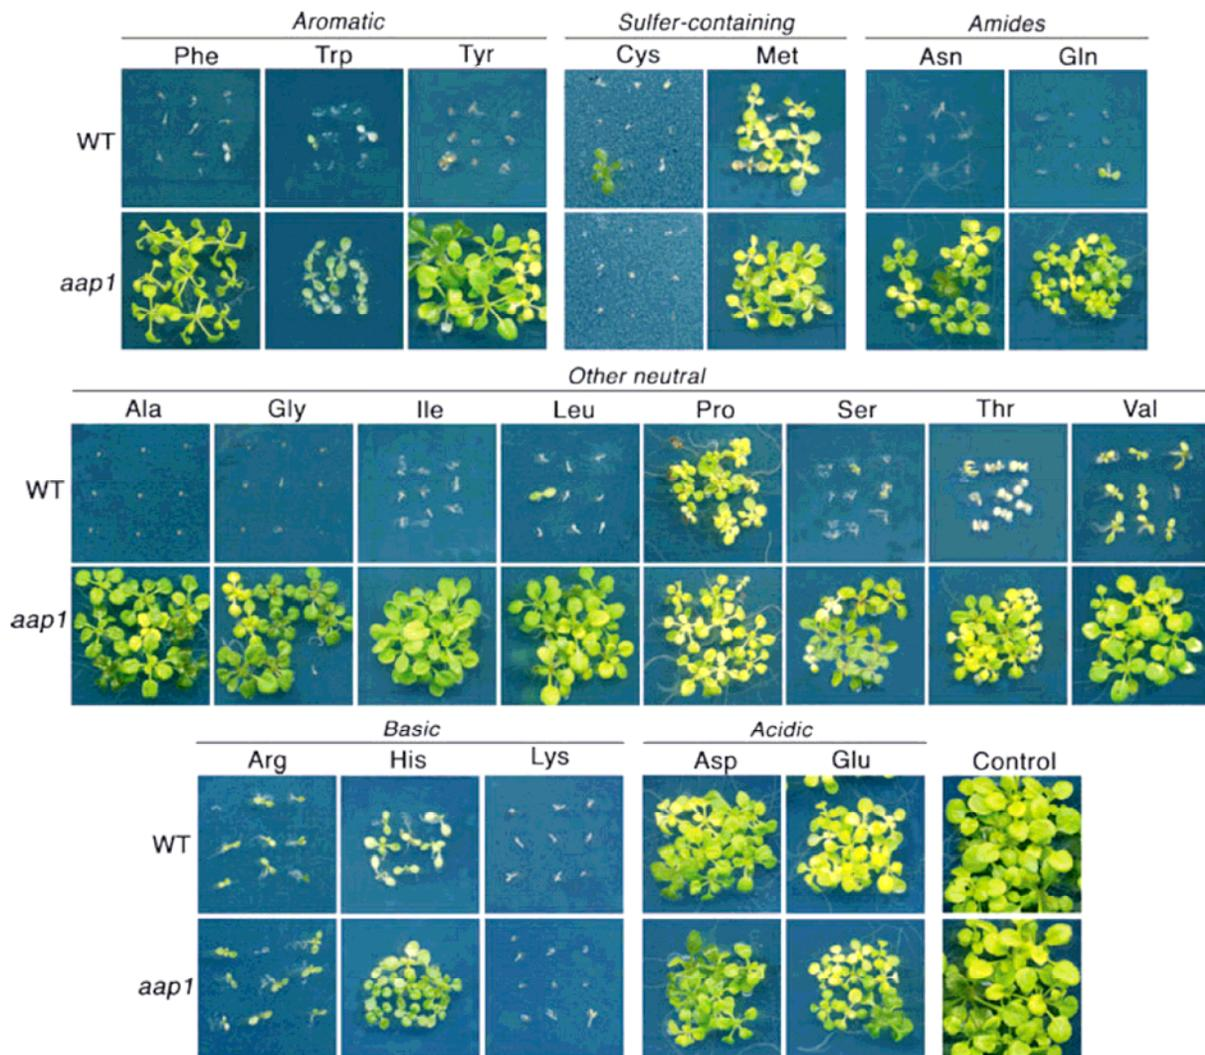 Aromatic Sulfer-containing Amides
Phe Trp Tyr Cys Met Asn Gln
WT
aap1
Other neutral
Ala Gly Ile Leu Pro Ser Thr Val
WT
aap1
Basic Acidic
Arg His Lys Asp Glu Control
WT
aap1